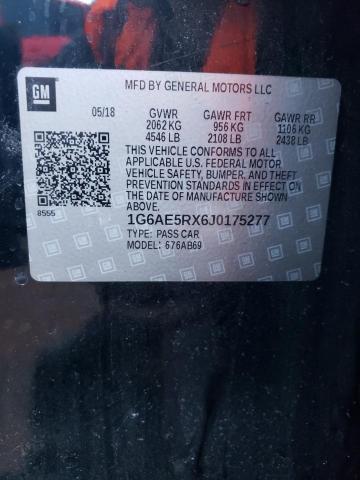 GM
MFD BY GENERAL MOTORS LLC
05/18 GVWR GAWR FRT GAWR RR
2062 KG 956 KG 1106 KG
4546 LB 2108 LB 2438 LB
THIS VEHICLE CONFORMS TO ALL
APPLICABLE U.S. FEDERAL MOTOR
VEHICLE SAFETY, BUMPER, AND THEFT
PREVENTION STANDARDS IN EFFECT ON
THE DATE OF MANUFACTURE SHOWN
ABOVE.
8555
1G6AE5RX6J0175277
TYPE: PASS CAR
MODEL: 676AB69